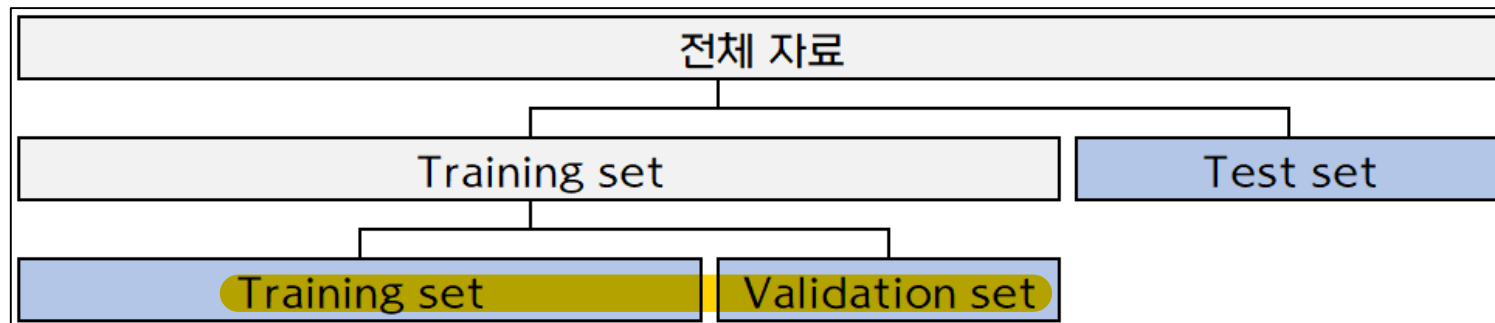 전체 자료
Training set Test set
Training set Validation set